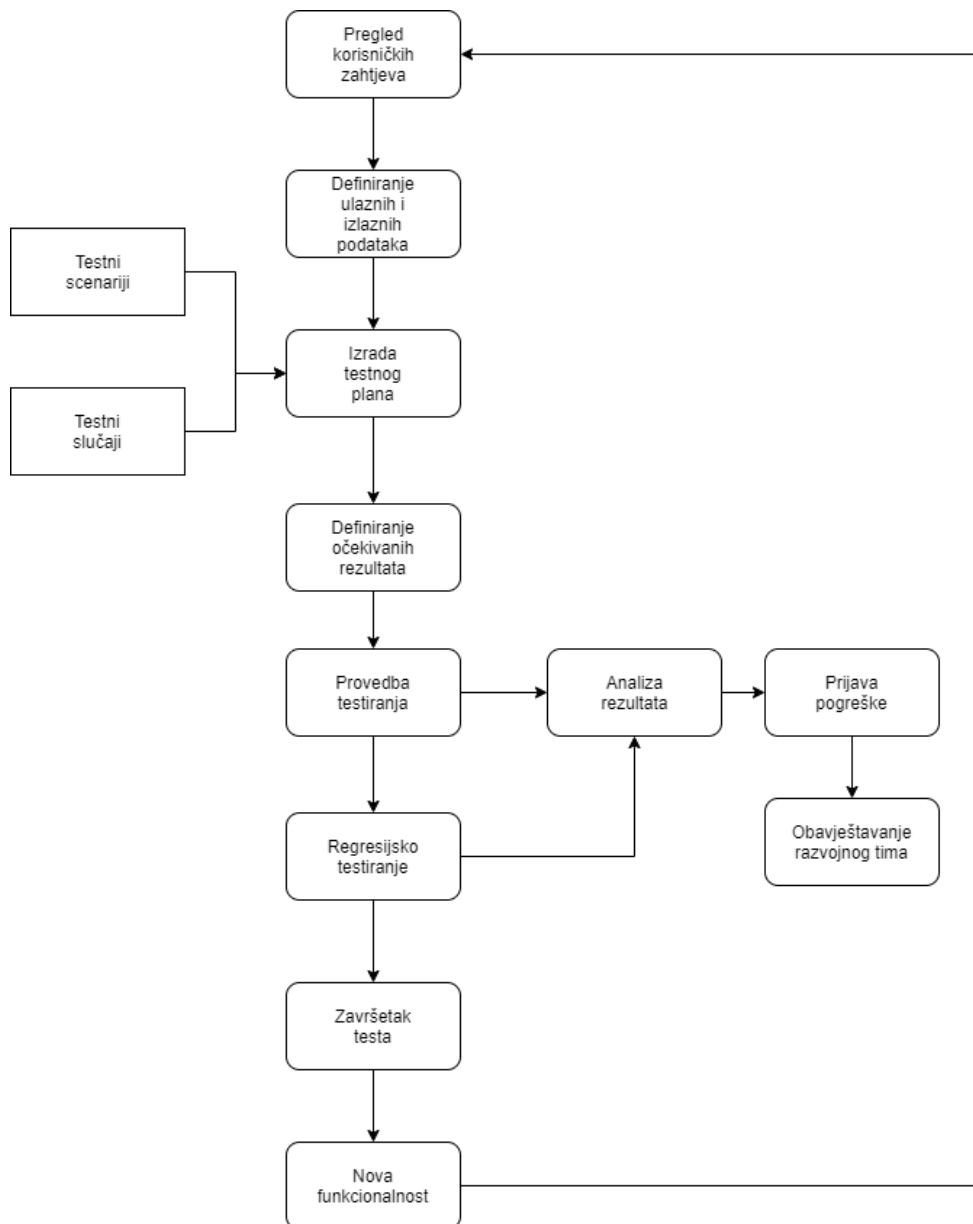 Pregled
korisničkih
zahtjeva
Definiranje
ulaznih i
izlaznih
podataka
Testni
scenariji
Izrada
testnog
plana
Testni
slučaji
Definiranje
očekivanih
rezultata
Provedba
testiranja
Analiza
rezultata
Prijava
pogreške
Regresijsko
testiranje
Obavještavanje
razvojnog tima
Završetak
testa
Nova
funkcionalnost